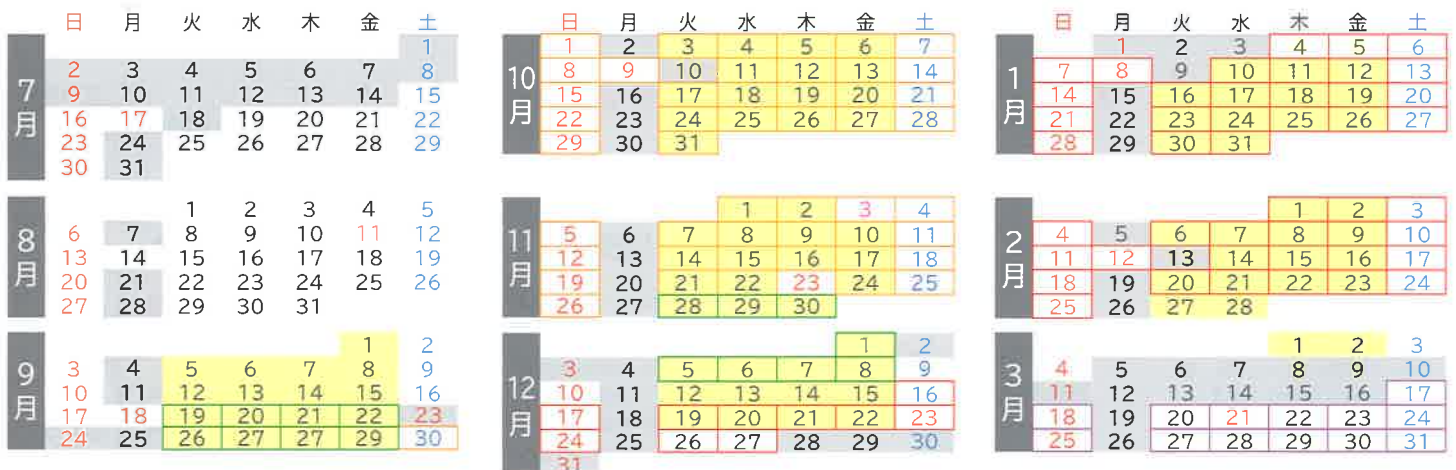 日 月 火 水 木 金 土
7月
1
2 3 4 5 6 7 8
9 10 11 12 13 14 15
16 17 18 19 20 21 22
23 24 25 26 27 28 29
30 31
8月
1 2 3 4 5
6 7 8 9 10 11 12
13 14 15 16 17 18 19
20 21 22 23 24 25 26
27 28 29 30 31
9月
1 2
3 4 5 6 7 8 9
10 11 12 13 14 15 16
17 18 19 20 21 22 23
24 25 26 27 27 29 30
日 月 火 水 木 金 土
10月
1 2 3 4 5 6 7
8 9 10 11 12 13 14
15 16 17 18 19 20 21
22 23 24 25 26 27 28
29 30 31
11月
1 2 3 4
5 6 7 8 9 10 11
12 13 14 15 16 17 18
19 20 21 22 23 24 25
26 27 28 29 30
12月
1 2
3 4 5 6 7 8 9
10 11 12 13 14 15 16
17 18 19 20 21 22 23
24 25 26 27 28 29 30
31
日 月 火 水 木 金 土
1月
1 2 3 4 5 6
7 8 9 10 11 12 13
14 15 16 17 18 19 20
21 22 23 24 25 26 27
28 29 30 31
2月
1 2 3
4 5 6 7 8 9 10
11 12 13 14 15 16 17
18 19 20 21 22 23 24
25 26 27 28
3月
1 2 3
4 5 6 7 8 9 10
11 12 13 14 15 16 17
18 19 20 21 22 23 24
25 26 27 28 29 30 31